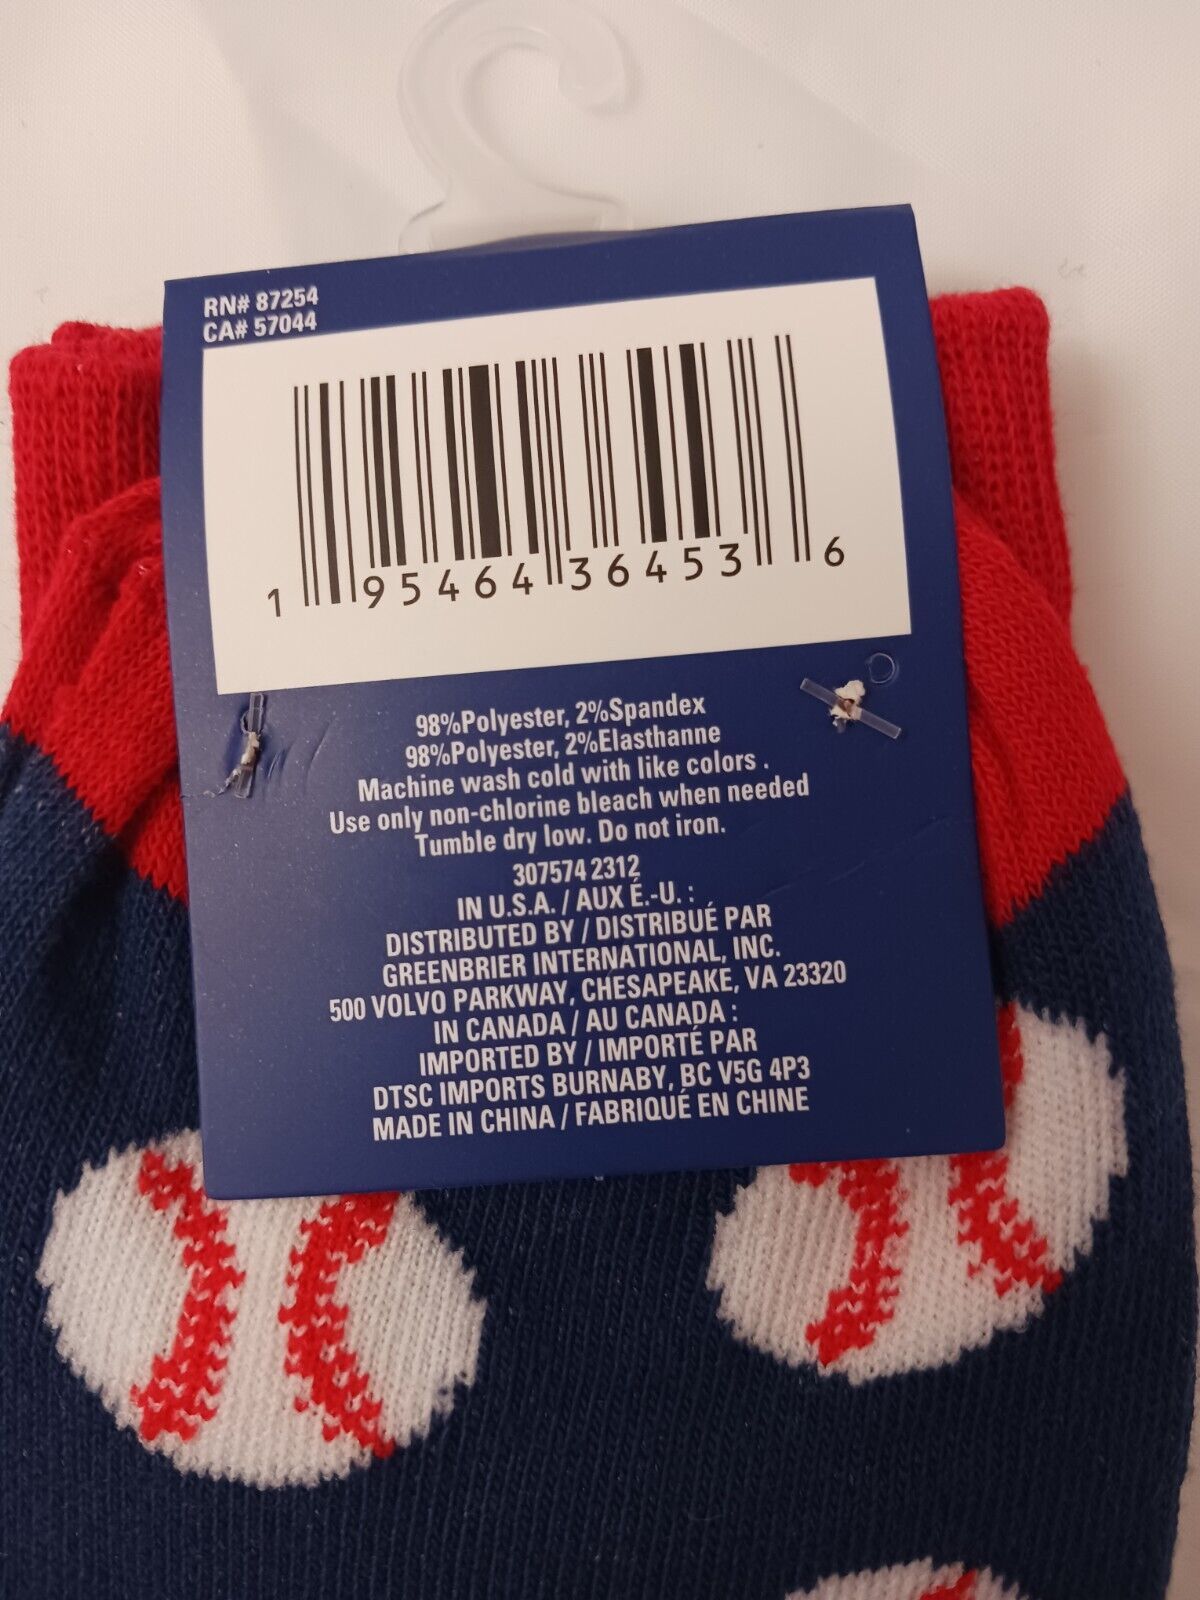 RN# 87254
CA# 57044
1 95464 36453 6
98%Polyester, 2%Spandex
98%Polyester, 2%Elasthanne
Machine wash cold with like colors .
Use only non-chlorine bleach when needed
Tumble dry low. Do not iron.
307574 2312
IN U.S.A. / AUX É.-U. :
DISTRIBUTED BY / DISTRIBUÉ PAR
GREENBRIER INTERNATIONAL, INC.
500 VOLVO PARKWAY, CHESAPEAKE, VA 23320
IN CANADA / AU CANADA :
IMPORTED BY / IMPORTÉ PAR
DTSC IMPORTS BURNABY, BC V5G 4P3
MADE IN CHINA / FABRIQUÉ EN CHINE